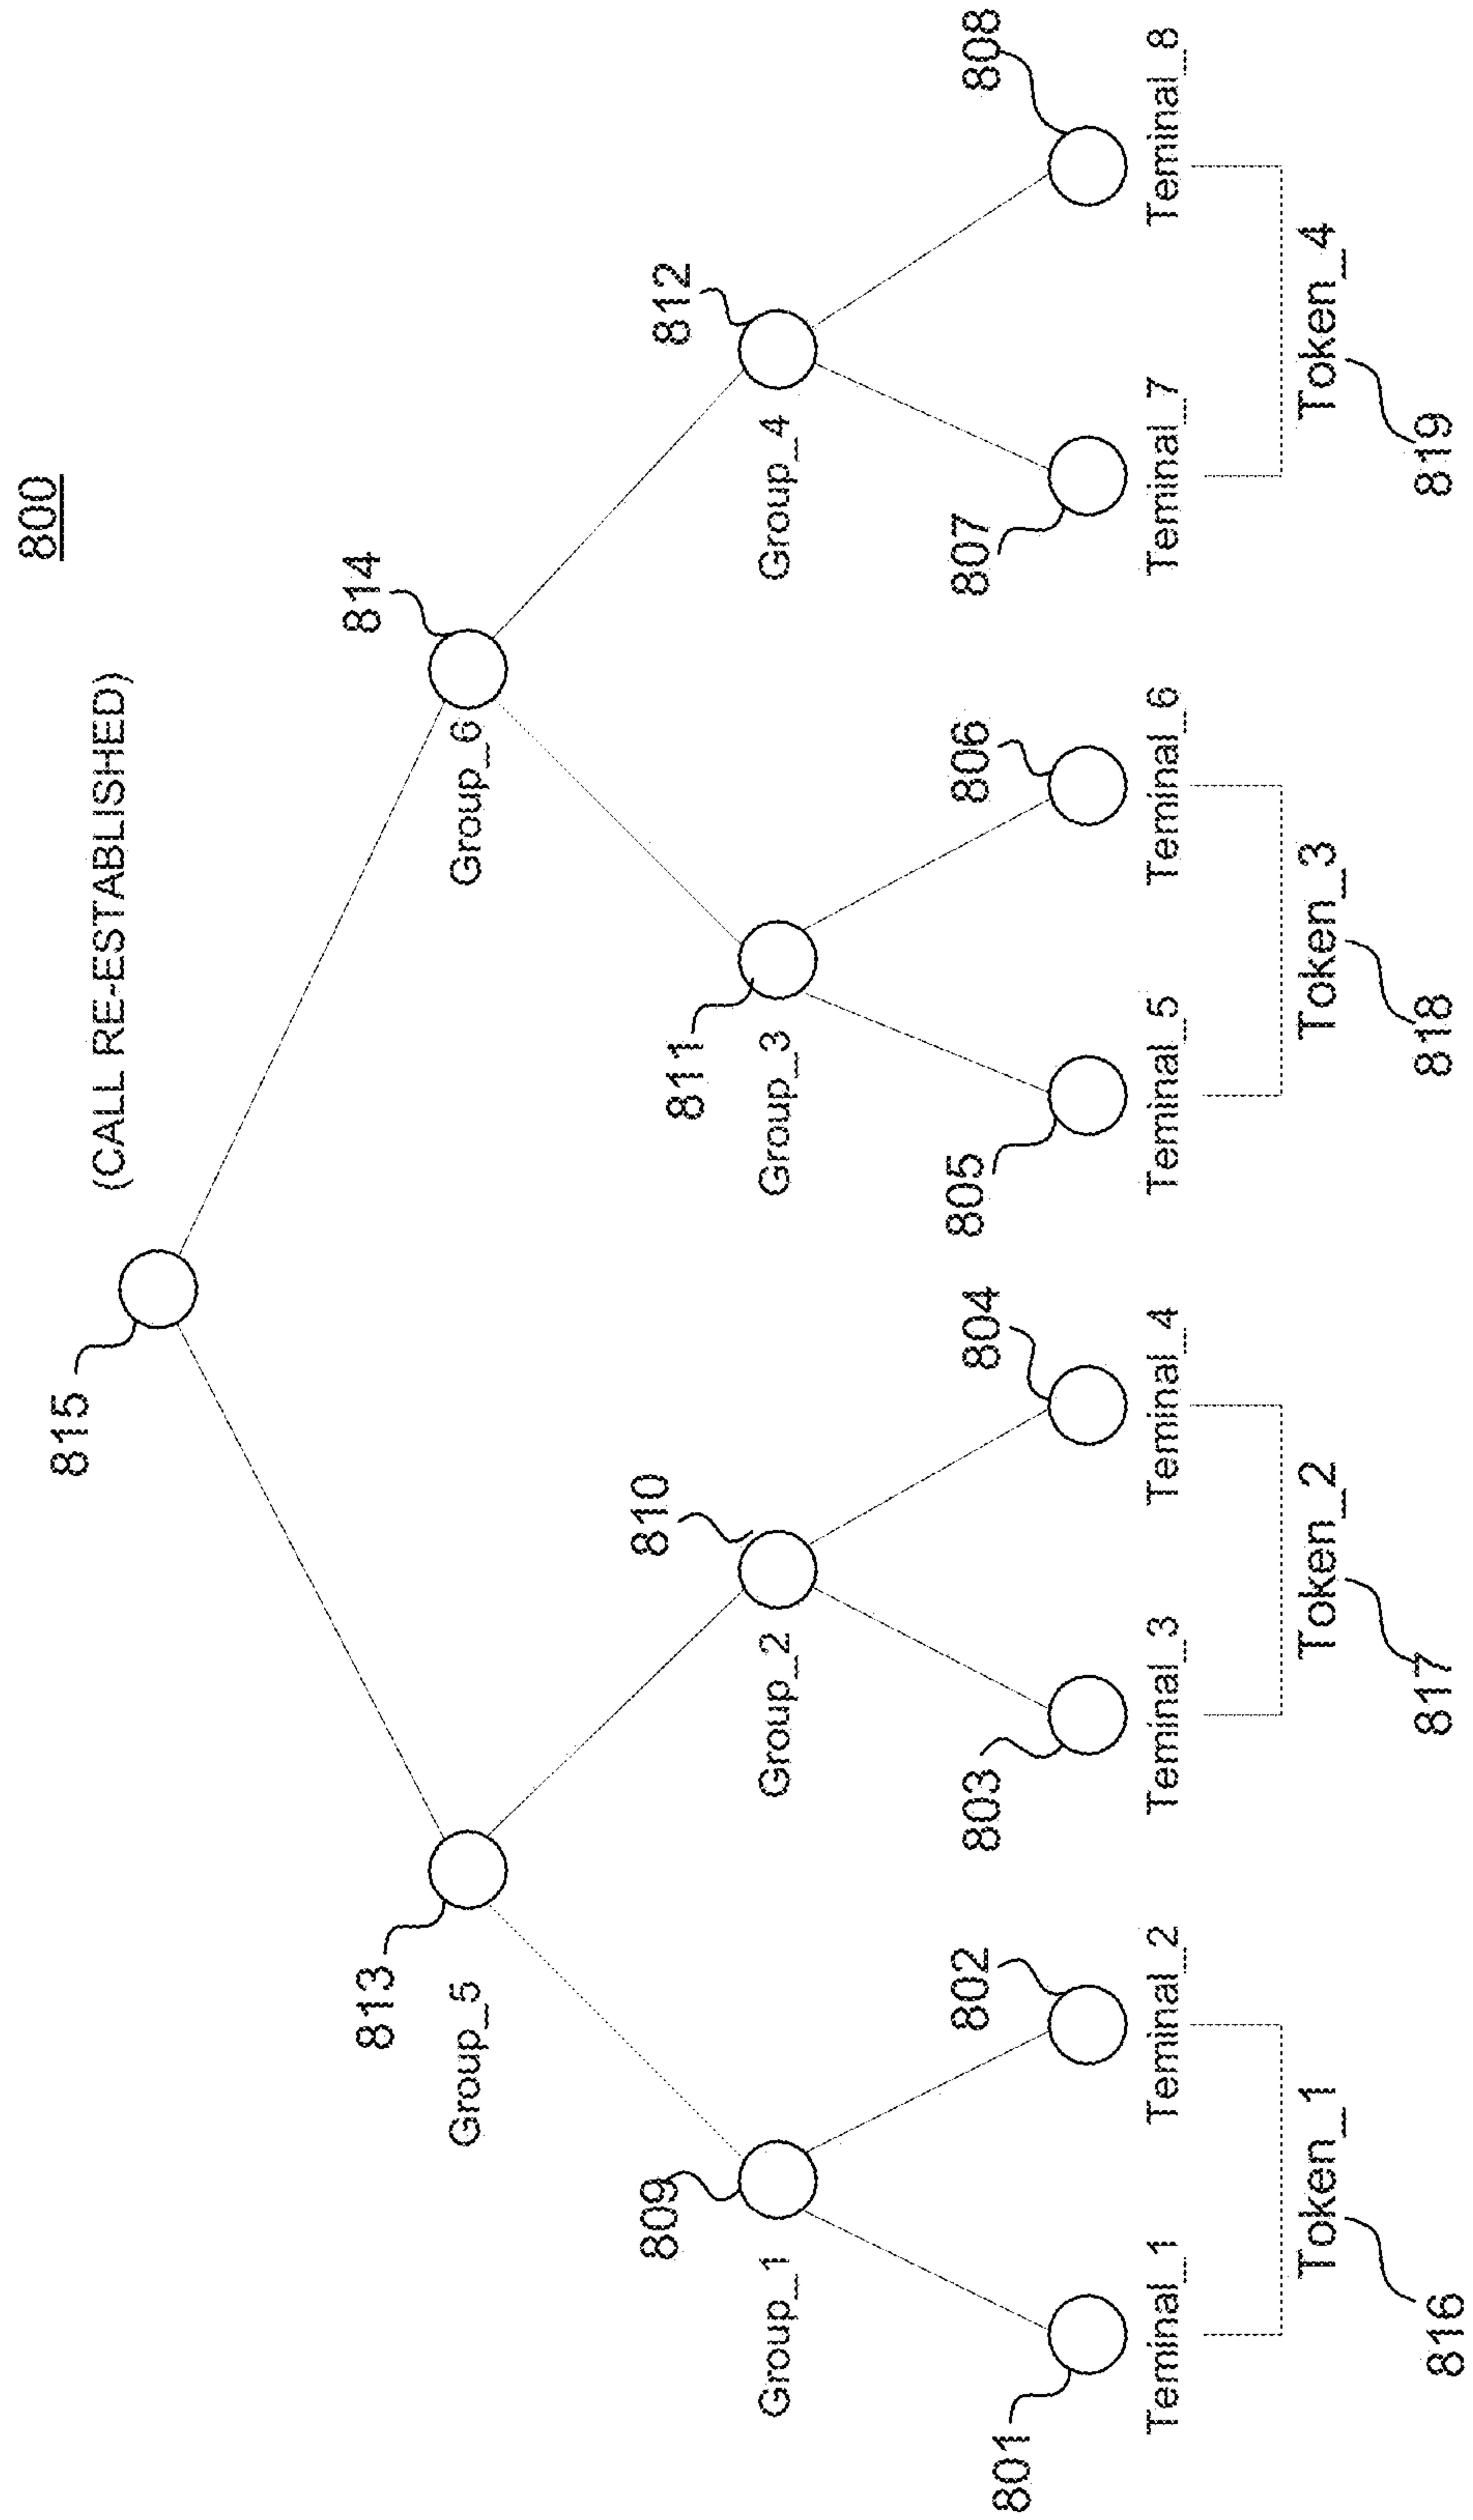 800
(CALL RE-ESTABLISHED)
815
813
Group_5
814
Group_6
809
Group_1
810
Group_2
811
Group_3
812
Group_4
801
802
803
804
805
806
807
808
Teminal_1
Teminal_2
Teminal_3
Teminal_4
Teminal_5
Teminal_6
Teminal_7
Teminal_8
Token_1
Token_2
Token_3
Token_4
816
817
818
819